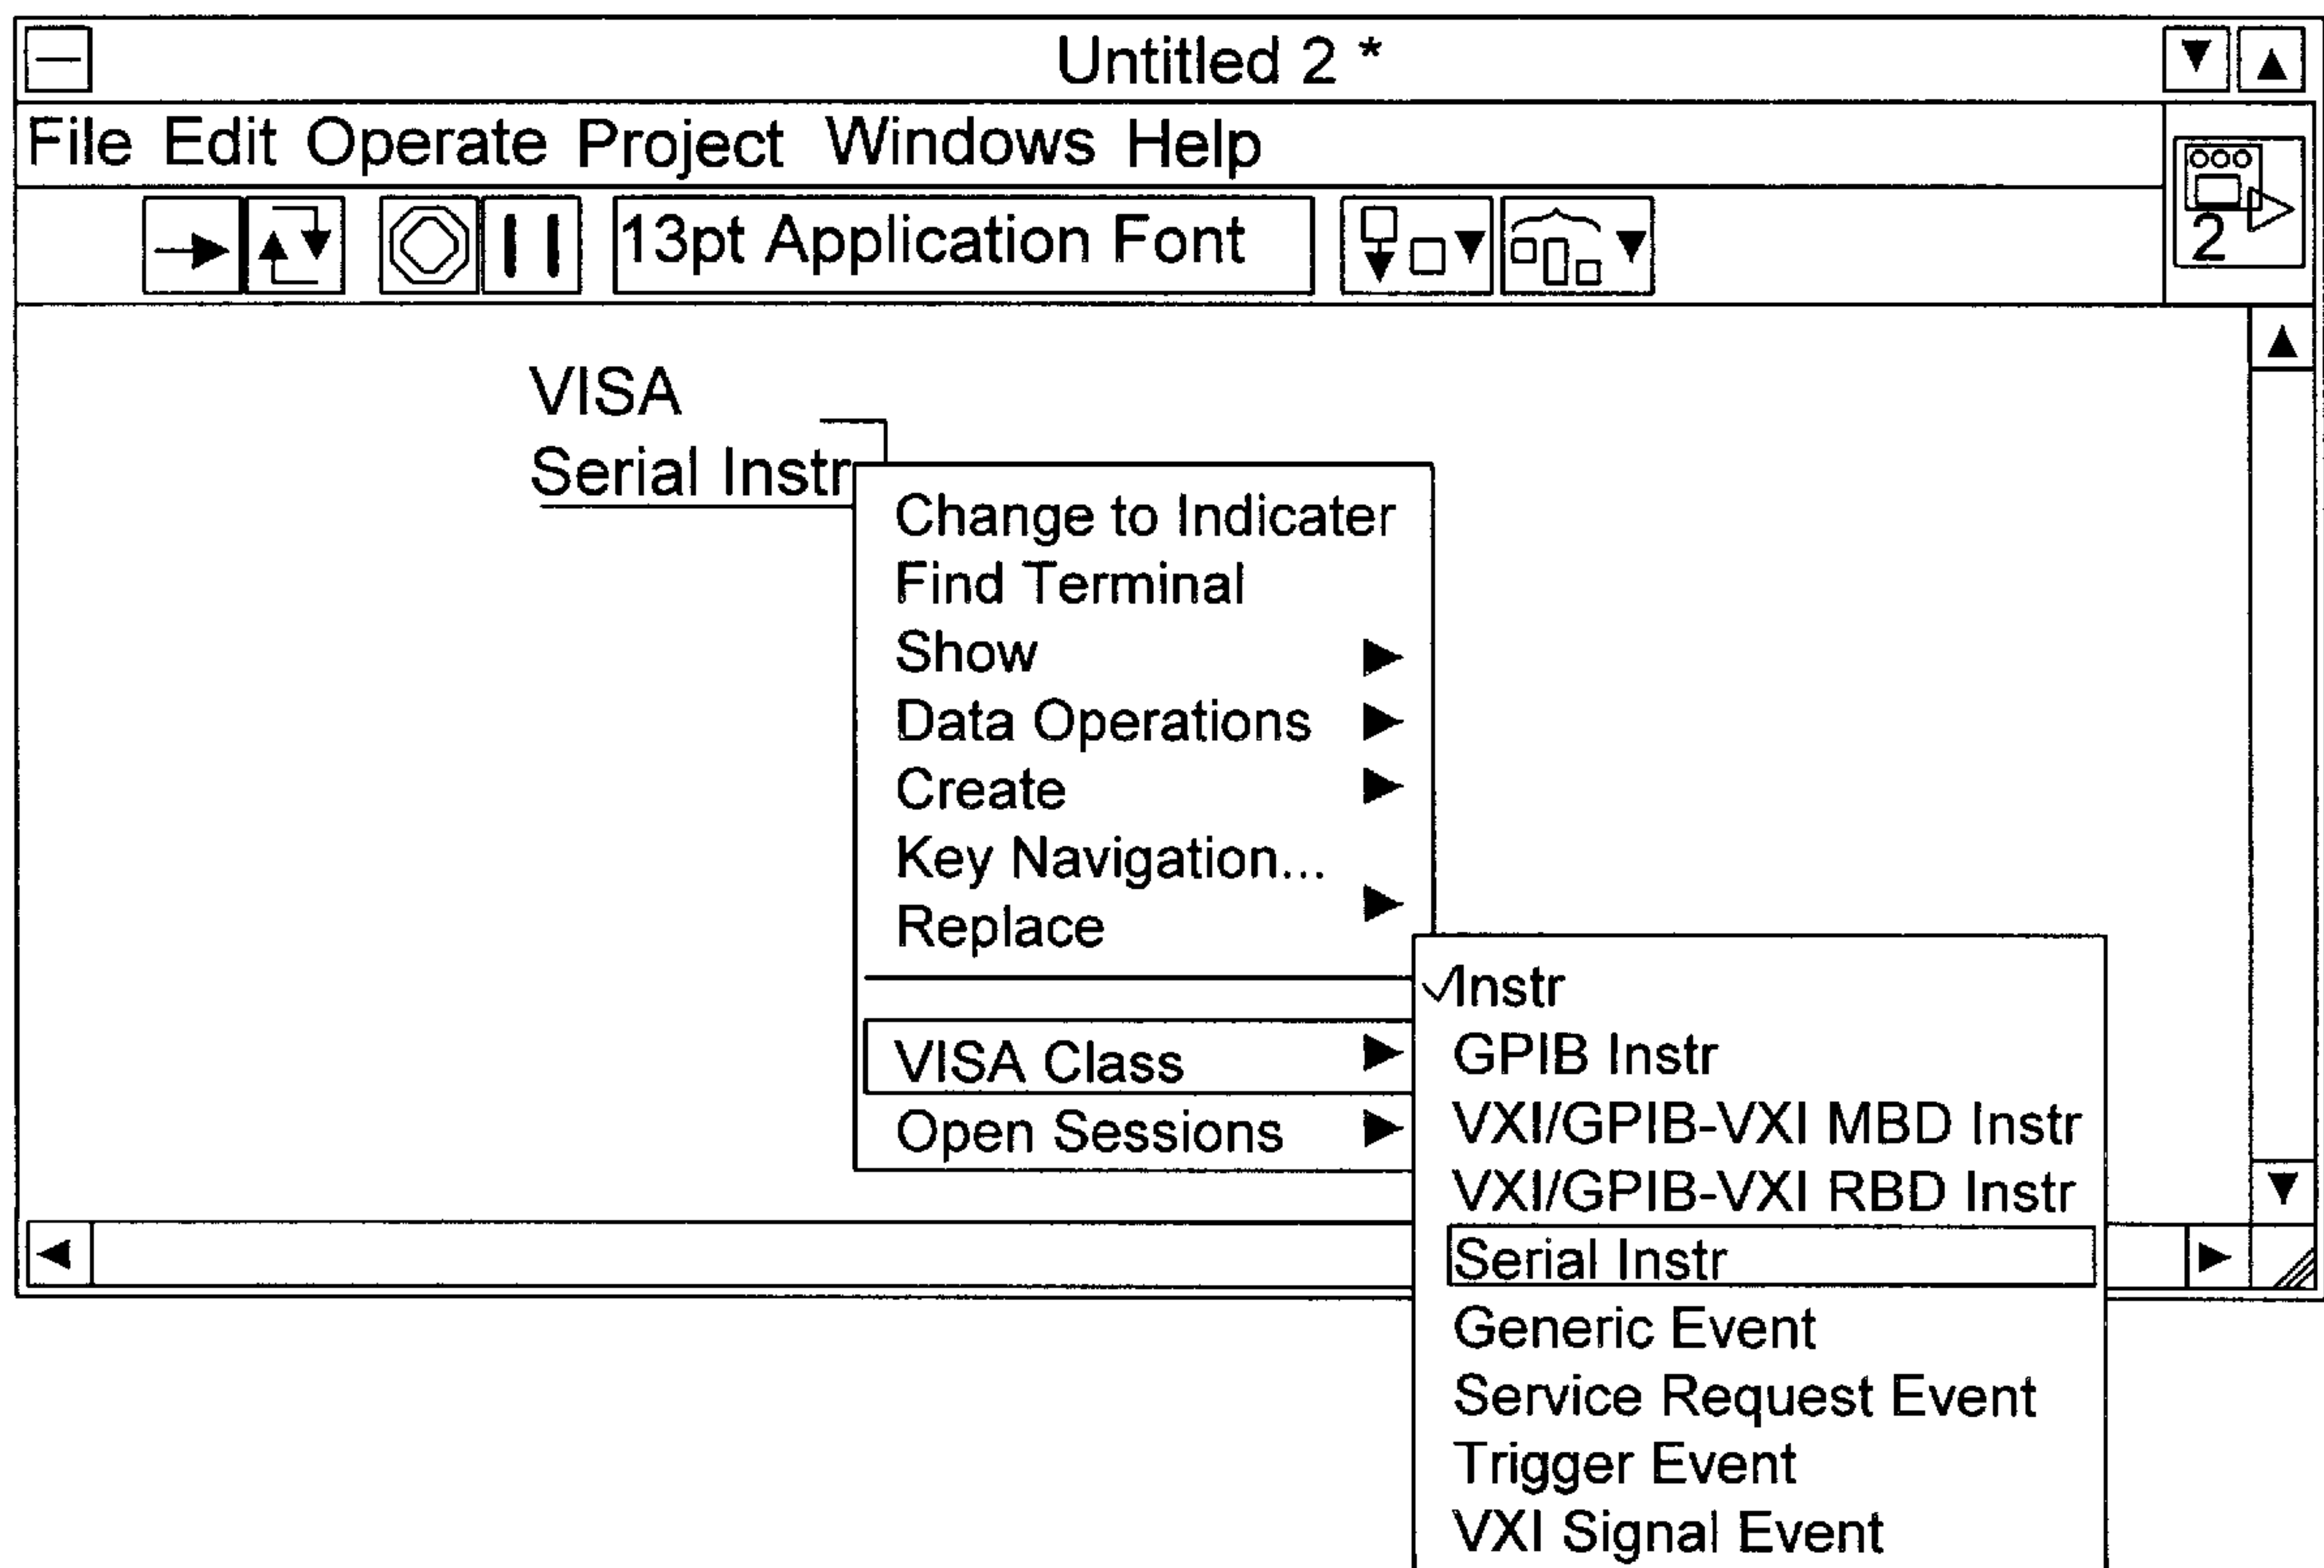 Untitled 2 *
File Edit Operate Project Windows Help
13pt Application Font
2
VISA
Serial Instr
Change to Indicater
Find Terminal
Show
Data Operations
Create
Key Navigation...
Replace
VISA Class
Open Sessions
Instr
GPIB Instr
VXI/GPIB-VXI MBD Instr
VXI/GPIB-VXI RBD Instr
Serial Instr
Generic Event
Service Request Event
Trigger Event
VXI Signal Event